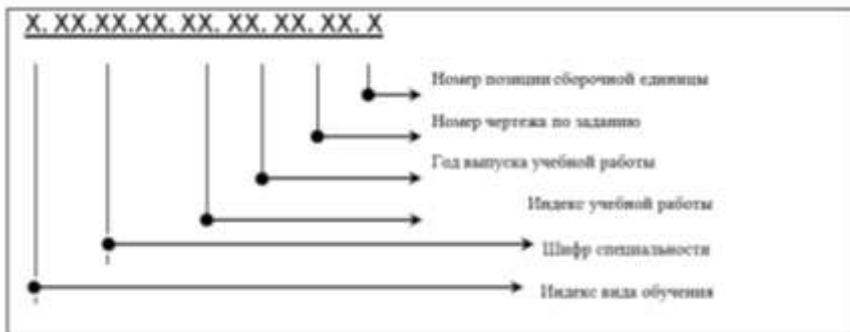 Х. ХХ.ХХ.ХХ. ХХ. ХХ. ХХ. ХХ. Х
Номер позиции сборочной единицы
Номер чертежа по заданию
Год выпуска учебной работы
Индекс учебной работы
Шифр специальности
Индекс вида обучения